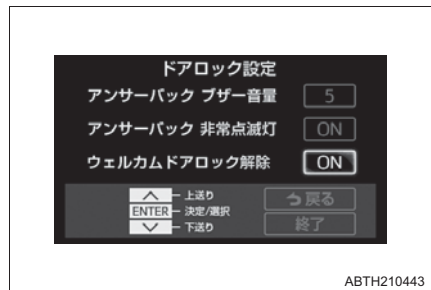 ドアロック設定
アンサーバック ブザー音量 5
アンサーバック 非常点滅灯 ON
ウェルカムドアロック解除 ON
上送り
ENTER 決定/選択
下送り
戻る
終了
ABTH210443